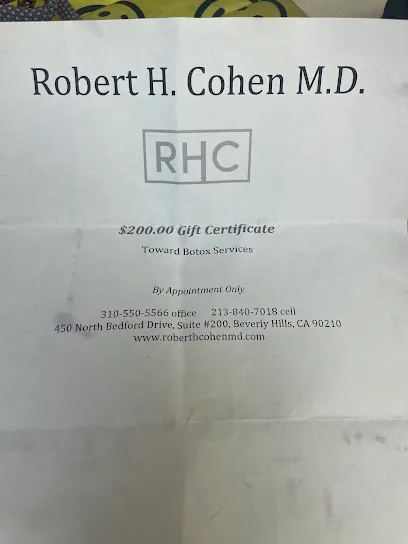 Robert H. Cohen M.D.
RHC
$200.00 Gift Certificate
Toward Botox Services
By Appointment Only
310-550-5566 office 213-840-7018 cell
450 North Bedford Drive, Suite #200, Beverly Hills, CA 90210
www.roberthcohenmd.com